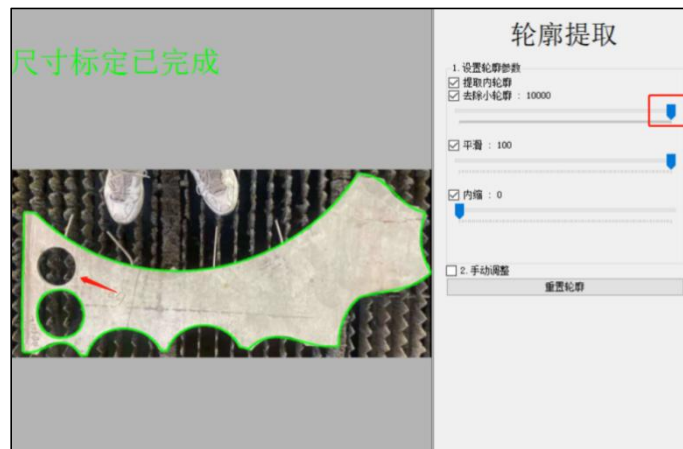 轮廓提取
尺寸标定已完成
1. 设置轮廓参数
提取内轮廓
去除小轮廓 : 10000
平滑 : 100
内缩 : 0
2. 手动调整
重置轮廓